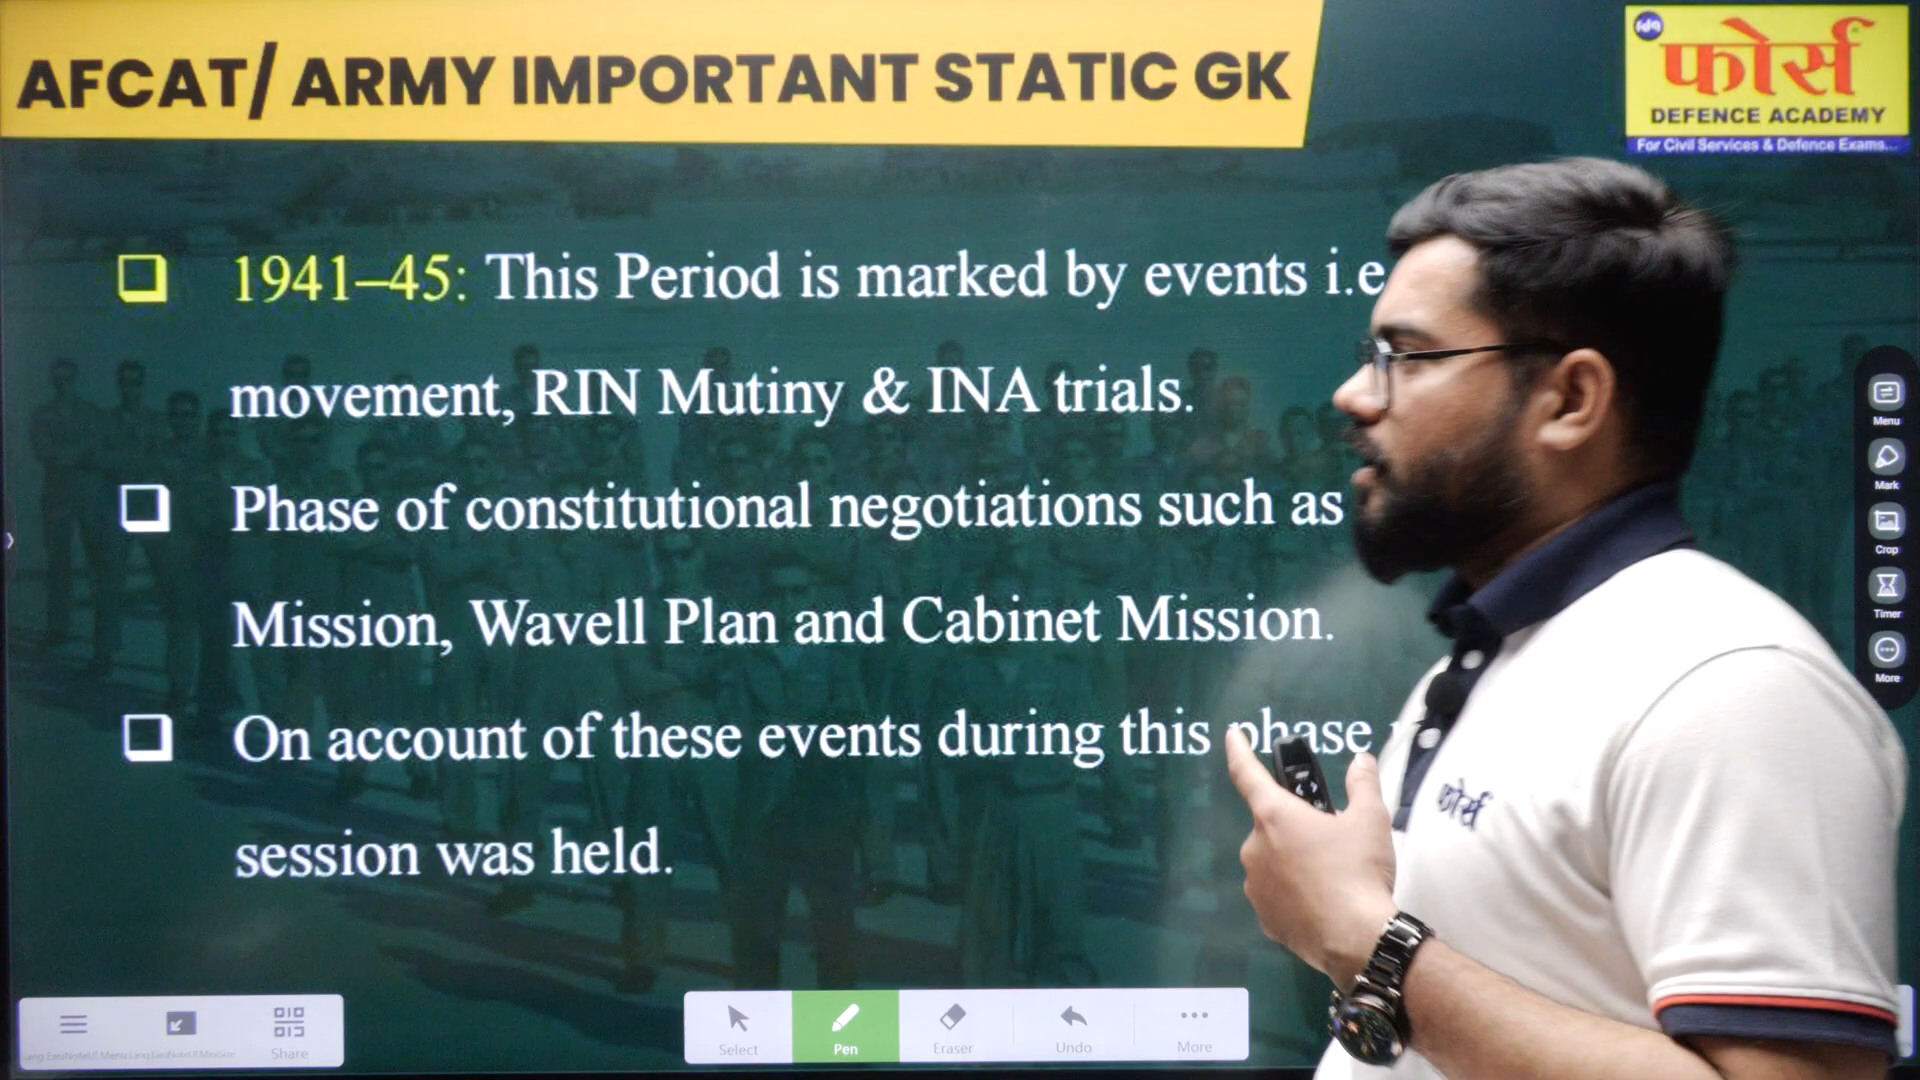 AFCAT/ ARMY IMPORTANT STATIC GK
fda
फोर्स
DEFENCE ACADEMY
For Civil Services & Defence Exams...
1941–45: This Period is marked by events i.e
movement, RIN Mutiny & INA trials.
Phase of constitutional negotiations such as
Mission, Wavell Plan and Cabinet Mission.
On account of these events during this phase
session was held.
फोर्स
Menu
Mark
Crop
Timer
More
Share
Select
Pen
Eraser
Undo
More